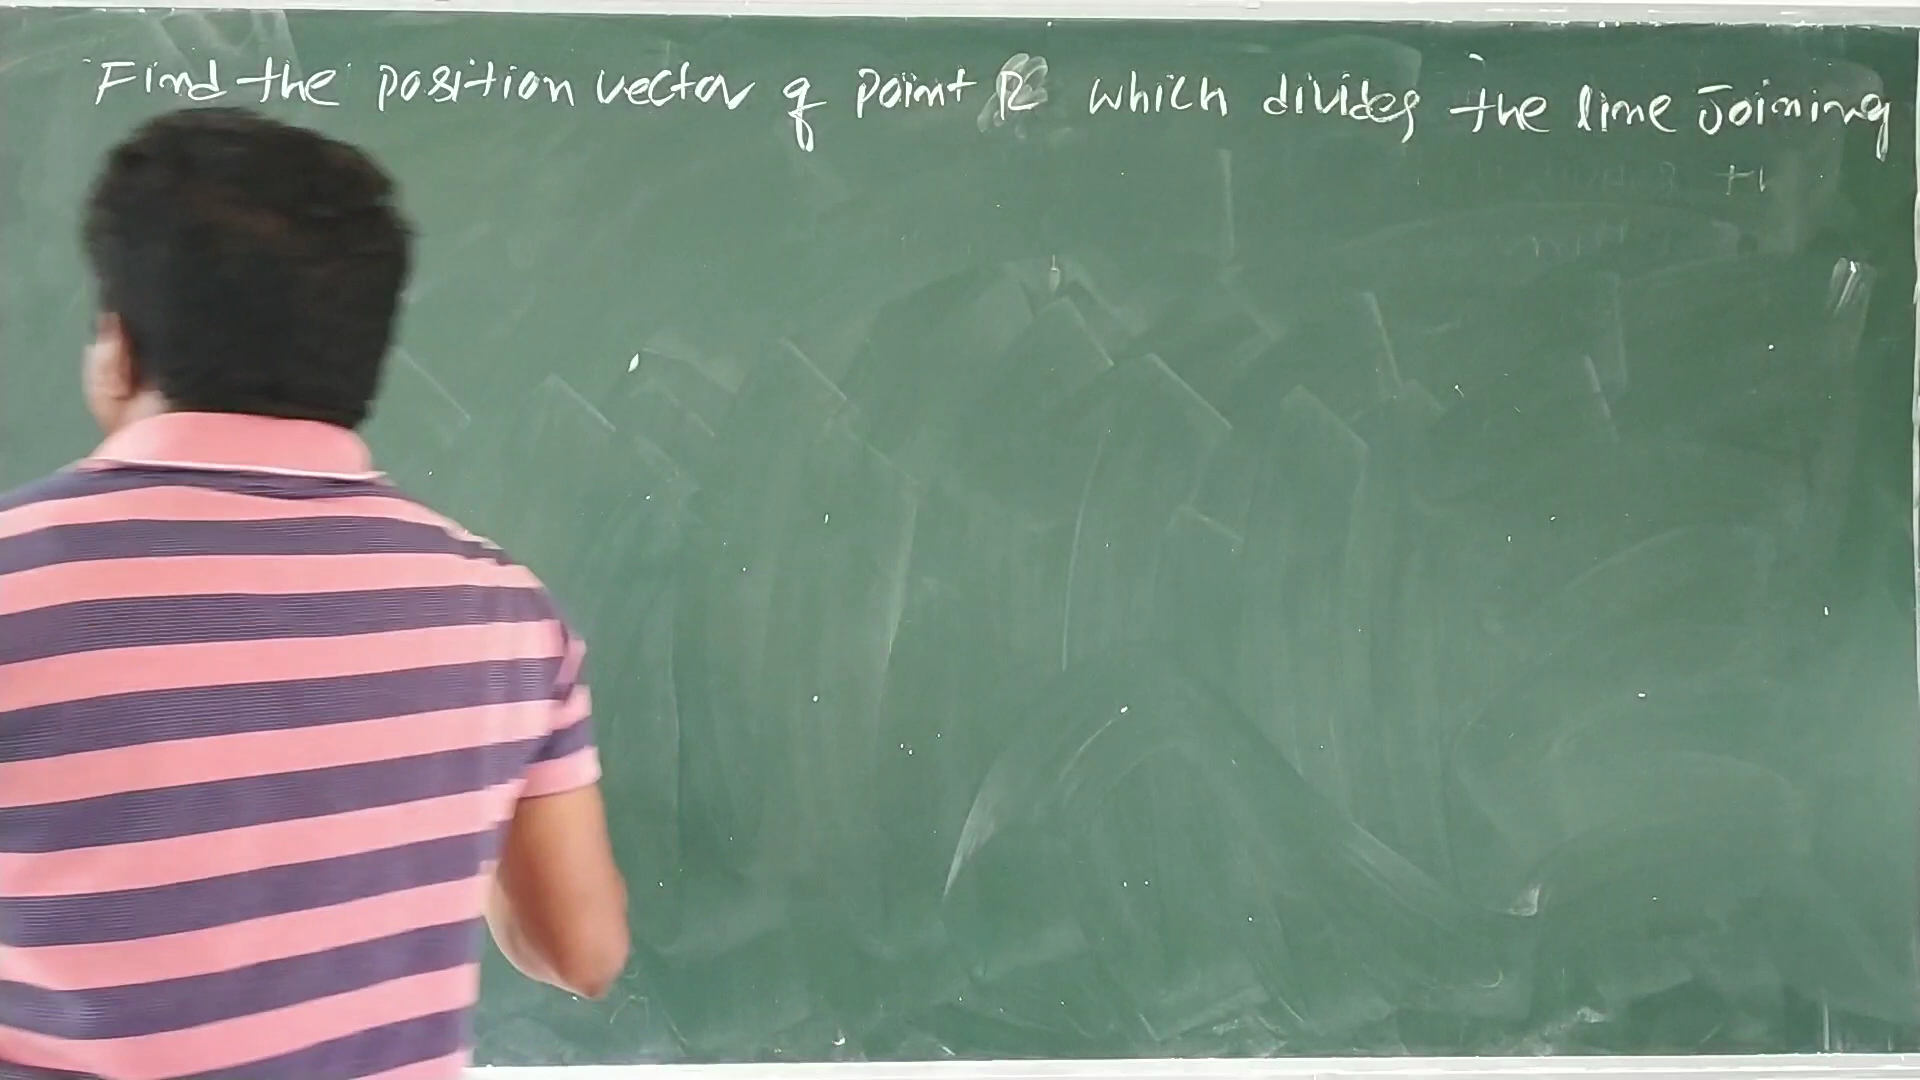 Find the position vector of point R which divides the line Joining